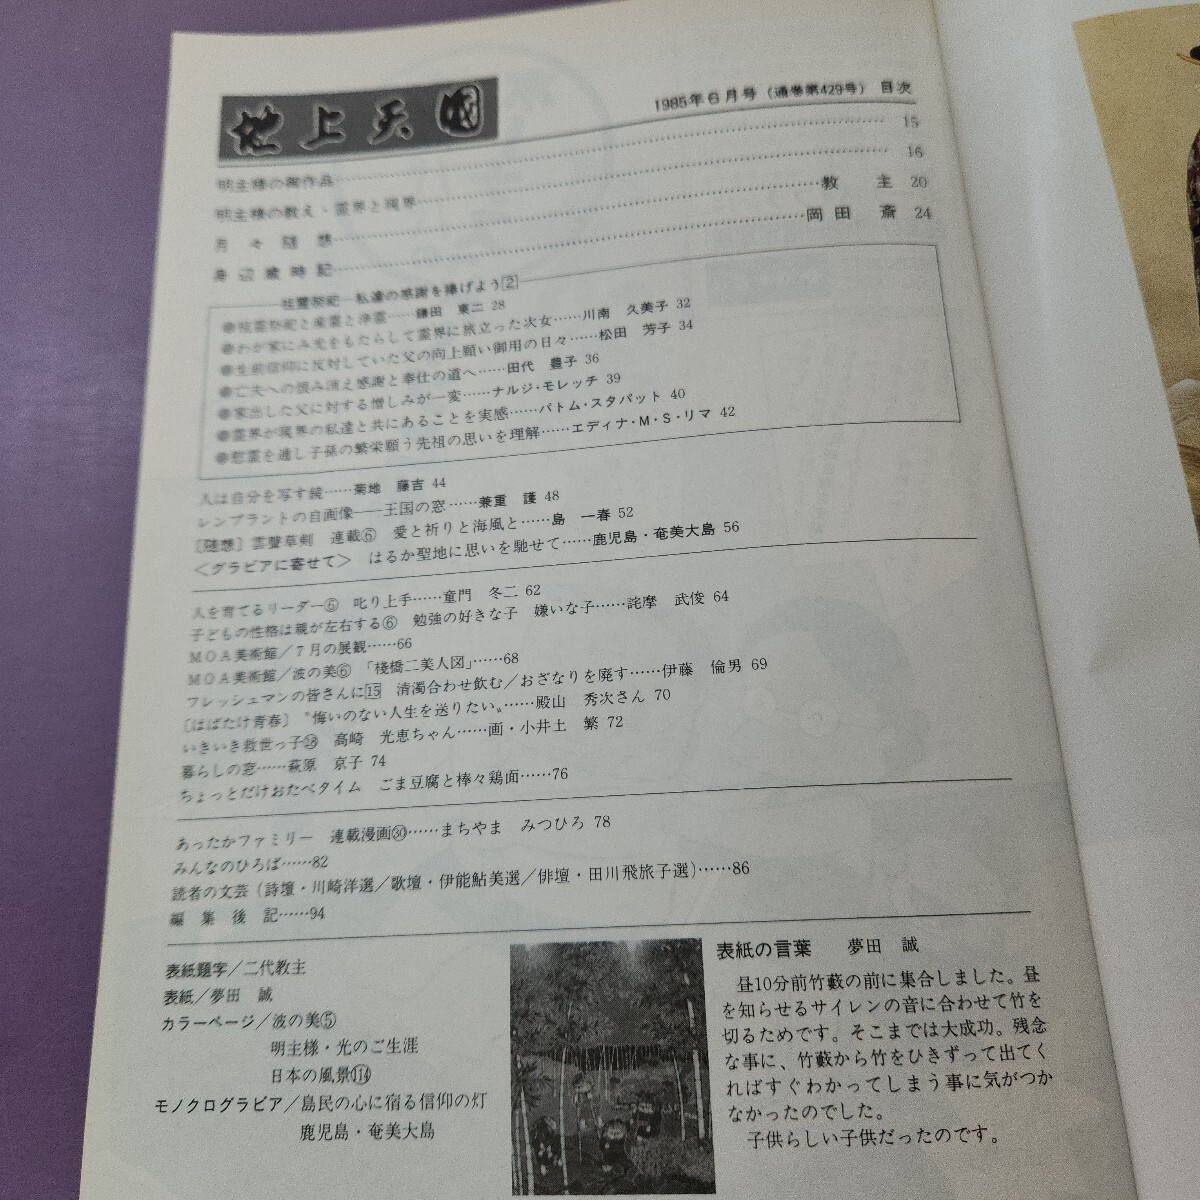 地上天国
1985年6月号（通巻第429号） 目次
明主様の御作品……15
明主様の教え・霊界と現界……16
月々随想……教 主 20
身辺歳時記……岡田 斎 24
祖霊祭祀―私達の感謝を捧げよう[2]
●祖霊祭祀と産霊と浄霊……鎌田 東二 28
●わが家にみ光をもたらして霊界に旅立った次女……川南 久美子 32
●生前信仰に反対していた父の向上願い御用の日々……松田 芳子 34
●亡夫への恨み消え感謝と奉仕の道へ……田代 豊子 36
●家出した父に対する憎しみが一変……ナルジ・モレッチ 39
●霊界が現界の私達と共にあることを実感……パトム・スタパット 40
●慰霊を通し子孫の繁栄願う先祖の思いを理解……エディナ・M・S・リマ 42
人は自分を写す鏡……菊地 藤吉 44
レンブラントの自画像――王国の窓……兼重 護 48
〔随想〕雲聲草剣 連載⑥ 愛と祈りと海風と……島 一春 52
＜グラビアに寄せて＞ はるか聖地に思いを馳せて……鹿児島・奄美大島 56
人を育てるリーダー⑤ 叱り上手……童門 冬二 62
子どもの性格は親が左右する⑥ 勉強の好きな子 嫌いな子……詫摩 武俊 64
MOA美術館／7月の展観……66
MOA美術館／波の美⑥「桟橋二美人図」……68
フレッシュマンの皆さんに[15] 清濁合わせ飲む／おざなりを廃す……伊藤 倫男 69
〔はばたけ青春〕〝悔いのない人生を送りたい〟……殿山 秀次さん 70
いきいき救世っ子⑱ 高崎 光恵ちゃん……画・小井土 繁 72
暮らしの窓……萩原 京子 74
ちょっとだけおたべタイム ごま豆腐と棒々鶏面……76
あったかファミリー 連載漫画㉚……まちやま みつひろ 78
みんなのひろば……82
読者の文芸（詩壇・川崎洋選／歌壇・伊能鮎美選／俳壇・田川飛旅子選）……86
編集後記……94
表紙題字／二代教主
表紙／夢田 誠
カラーページ／波の美⑤
明主様・光のご生涯
日本の風景(114)
モノクログラビア／島民の心に宿る信仰の灯
鹿児島・奄美大島
表紙の言葉 夢田 誠
昼10分前竹藪の前に集合しました。昼
を知らせるサイレンの音に合わせて竹を
切るためです。そこまでは大成功。残念
な事に、竹藪から竹をひきずって出てく
ればすぐわかってしまう事に気がつか
なかったのでした。
子供らしい子供だったのです。